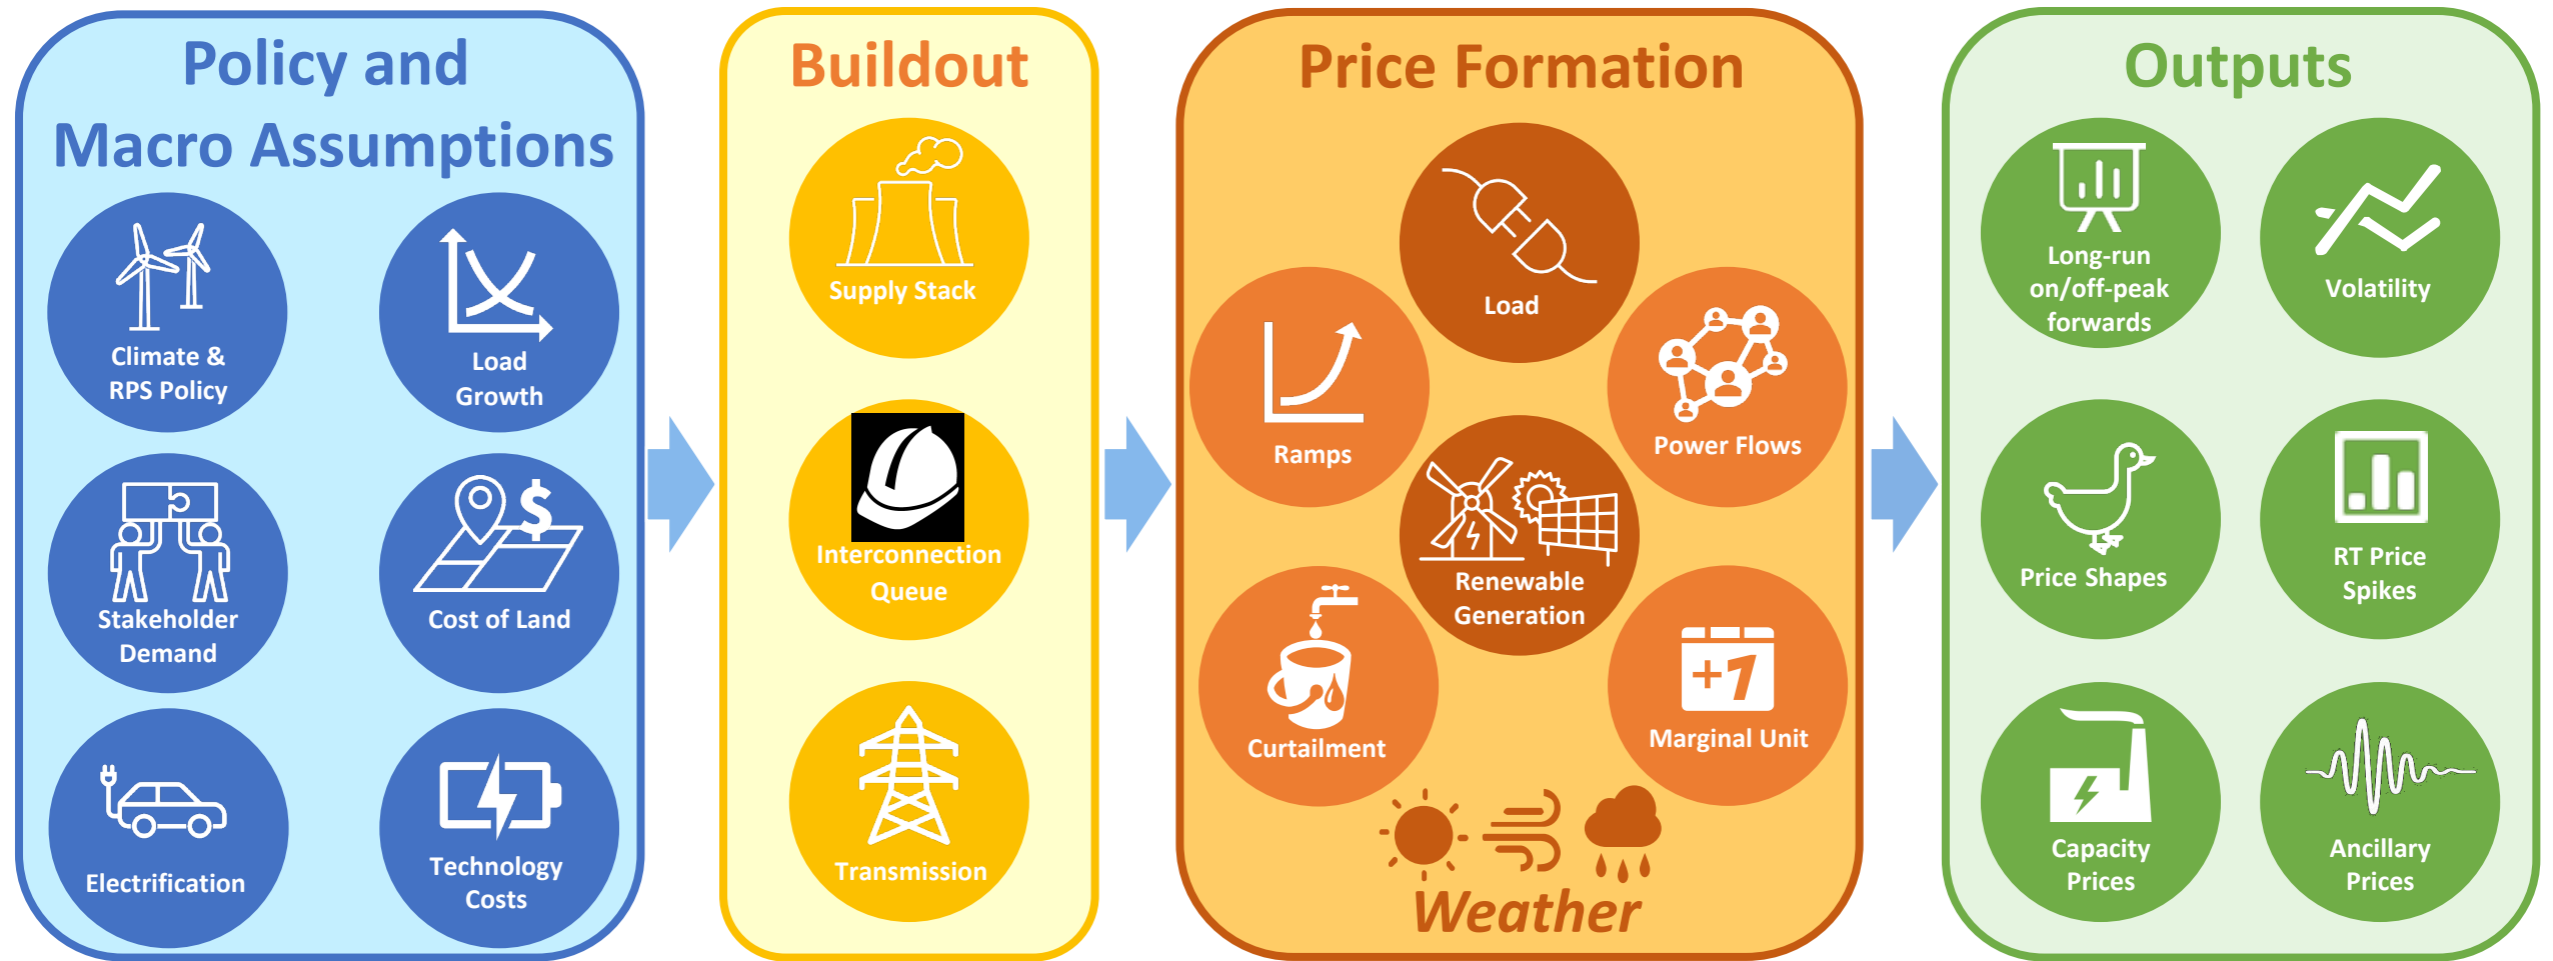 Policy and
Macro Assumptions
Climate &
RPS Policy
Load
Growth
Stakeholder
Demand
$
Cost of Land
Electrification
Technology
Costs
Buildout
Supply Stack
Interconnection
Queue
Transmission
Price Formation
Load
Ramps
Power Flows
Renewable
Generation
Curtailment
+1
Marginal Unit
Weather
Outputs
Long-run
on/off-peak
forwards
Volatility
Price Shapes
RT Price
Spikes
Capacity
Prices
Ancillary
Prices